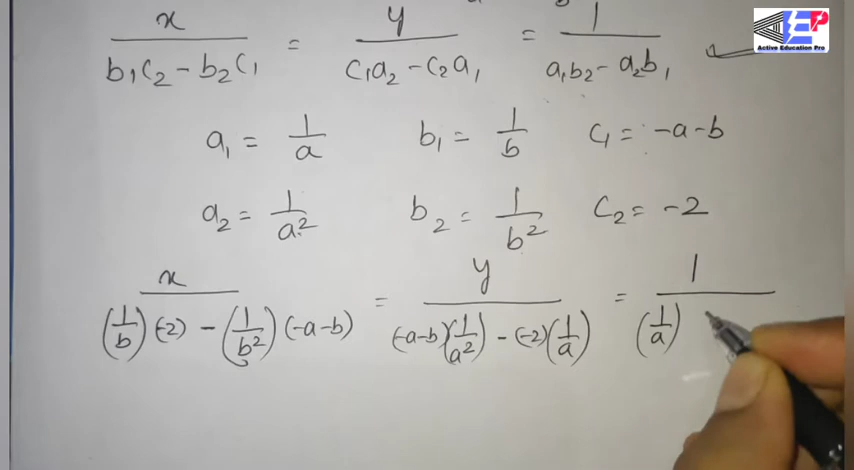 x/(b₁c₂ - b₂c₁) = y/(c₁a₂ - c₂a₁) = 1/(a₁b₂ - a₂b₁)
EP
Active Education Pro
a₁ = 1/a b₁ = 1/b c₁ = -a-b
a₂ = 1/a² b₂ = 1/b² c₂ = -2
x/((1/b)(-2) - (1/b²)(-a-b)) = y/((-a-b)(1/a²) - (-2)(1/a)) = 1/((1/a)